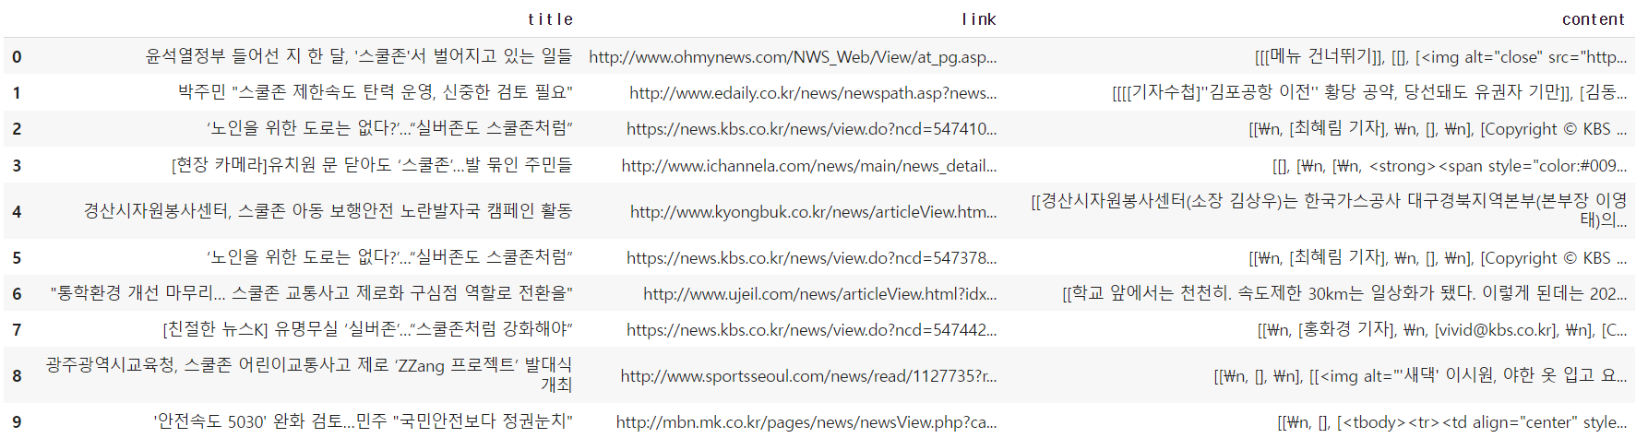 title link content
0 윤석열정부 들어선 지 한 달, '스쿨존'서 벌어지고 있는 일들 http://www.ohmynews.com/NWS_Web/View/at_pg.asp... [[[메뉴 건너뛰기]], [[], [<img alt="close" src="http...
1 박주민 "스쿨존 제한속도 탄력 운영, 신중한 검토 필요" http://www.edaily.co.kr/news/newspath.asp?news... [[[[기자수첩]''김포공항 이전'' 황당 공약, 당선돼도 유권자 기만]], [김동...
2 ‘노인을 위한 도로는 없다?’...“실버존도 스쿨존처럼” https://news.kbs.co.kr/news/view.do?ncd=547410... [[₩n, [최혜림 기자], ₩n, [], ₩n], [Copyright © KBS ...
3 [현장 카메라]유치원 문 닫아도 ‘스쿨존’...발 묶인 주민들 http://www.ichannela.com/news/main/news_detail... [[], [₩n, [₩n, <strong><span style="color:#009...
4 경산시자원봉사센터, 스쿨존 아동 보행안전 노란발자국 캠페인 활동 http://www.kyongbuk.co.kr/news/articleView.htm... [[경산시자원봉사센터(소장 김상우)는 한국가스공사 대구경북지역본부(본부장 이영
태)의...
5 ‘노인을 위한 도로는 없다?’...“실버존도 스쿨존처럼” https://news.kbs.co.kr/news/view.do?ncd=547378... [[₩n, [최혜림 기자], ₩n, [], ₩n], [Copyright © KBS ...
6 "통학환경 개선 마무리... 스쿨존 교통사고 제로화 구심점 역할로 전환을" http://www.ujeil.com/news/articleView.html?idx... [[학교 앞에서는 천천히. 속도제한 30km는 일상화가 됐다. 이렇게 된데는 202...
7 [친절한 뉴스K] 유명무실 ‘실버존’...“스쿨존처럼 강화해야” https://news.kbs.co.kr/news/view.do?ncd=547442... [[₩n, [홍화경 기자], ₩n, [vivid@kbs.co.kr], ₩n], [C...
8 광주광역시교육청, 스쿨존 어린이교통사고 제로 ‘ZZang 프로젝트’ 발대식
개최 http://www.sportsseoul.com/news/read/1127735?r... [[₩n, [], ₩n], [[<img alt="'새댁' 이시원, 야한 옷 입고 요...
9 '안전속도 5030' 완화 검토...민주 "국민안전보다 정권눈치" http://mbn.mk.co.kr/pages/news/newsView.php?ca... [[₩n, [], [<tbody><tr><td align="center" style...